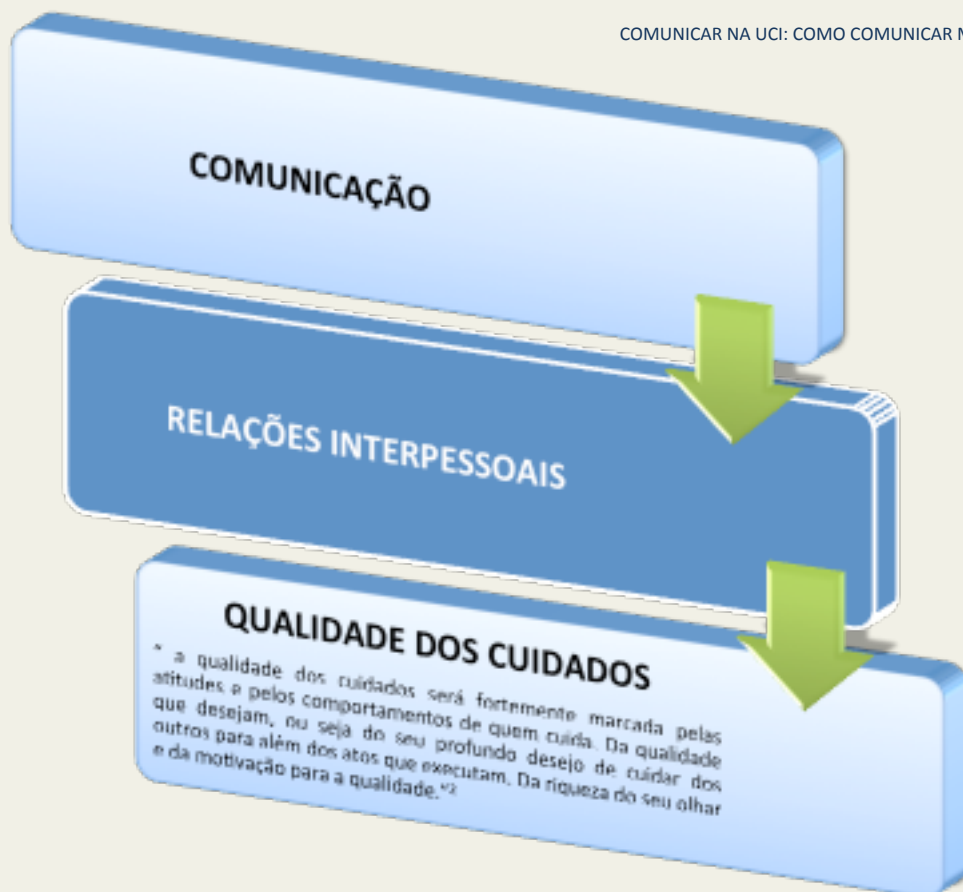 COMUNICAR NA UCI: COMO COMUNICAR M
COMUNICAÇÃO
RELAÇÕES INTERPESSOAIS
QUALIDADE DOS CUIDADOS
“ a qualidade dos cuidados será fortemente marcada pelas
atitudes e pelos comportamentos de quem cuida. Da qualidade
que desejam, ou seja do seu profundo desejo de cuidar dos
outros para além dos atos que executam. Da riqueza do seu olhar
e da motivação para a qualidade.”2